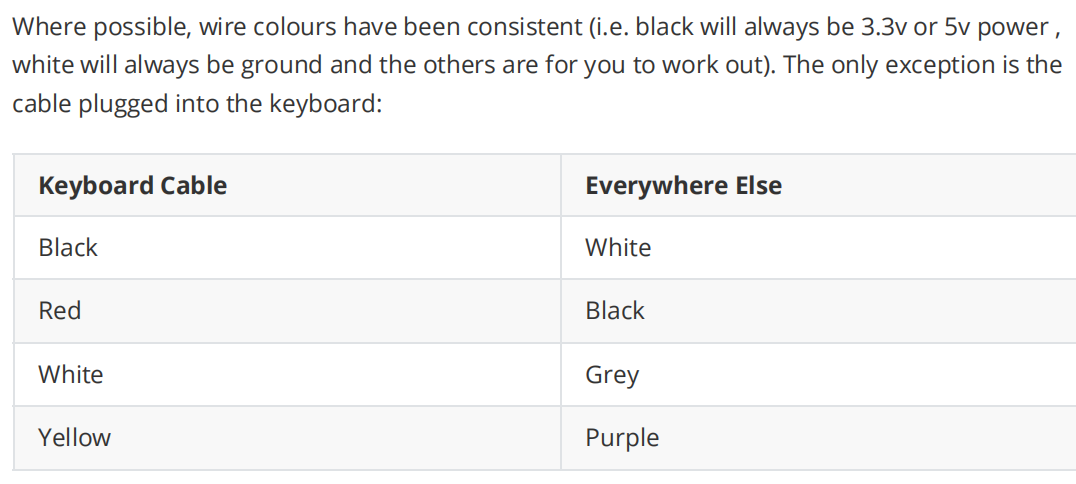 Where possible, wire colours have been consistent (i.e. black will always be 3.3v or 5v power ,
white will always be ground and the others are for you to work out). The only exception is the
cable plugged into the keyboard:
Keyboard Cable Everywhere Else
Black White
Red Black
White Grey
Yellow Purple